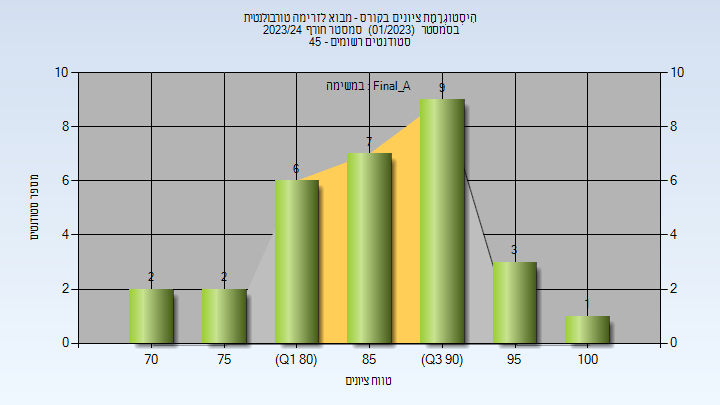 היסטוגרמת ציונים בקורס - מבוא לזרימה טורבולנטית
בסמסטר (01/2023) סמסטר חורף 2023/24
סטודנטים רשומים - 45
במשימה : Final_A
10 10
8 8
6 6
4 4
2 2
0 0
2 2 6 7 9 3 1
70 75 (Q1 80) 85 (Q3 90) 95 100
מספר סטודנטים
טווח ציונים